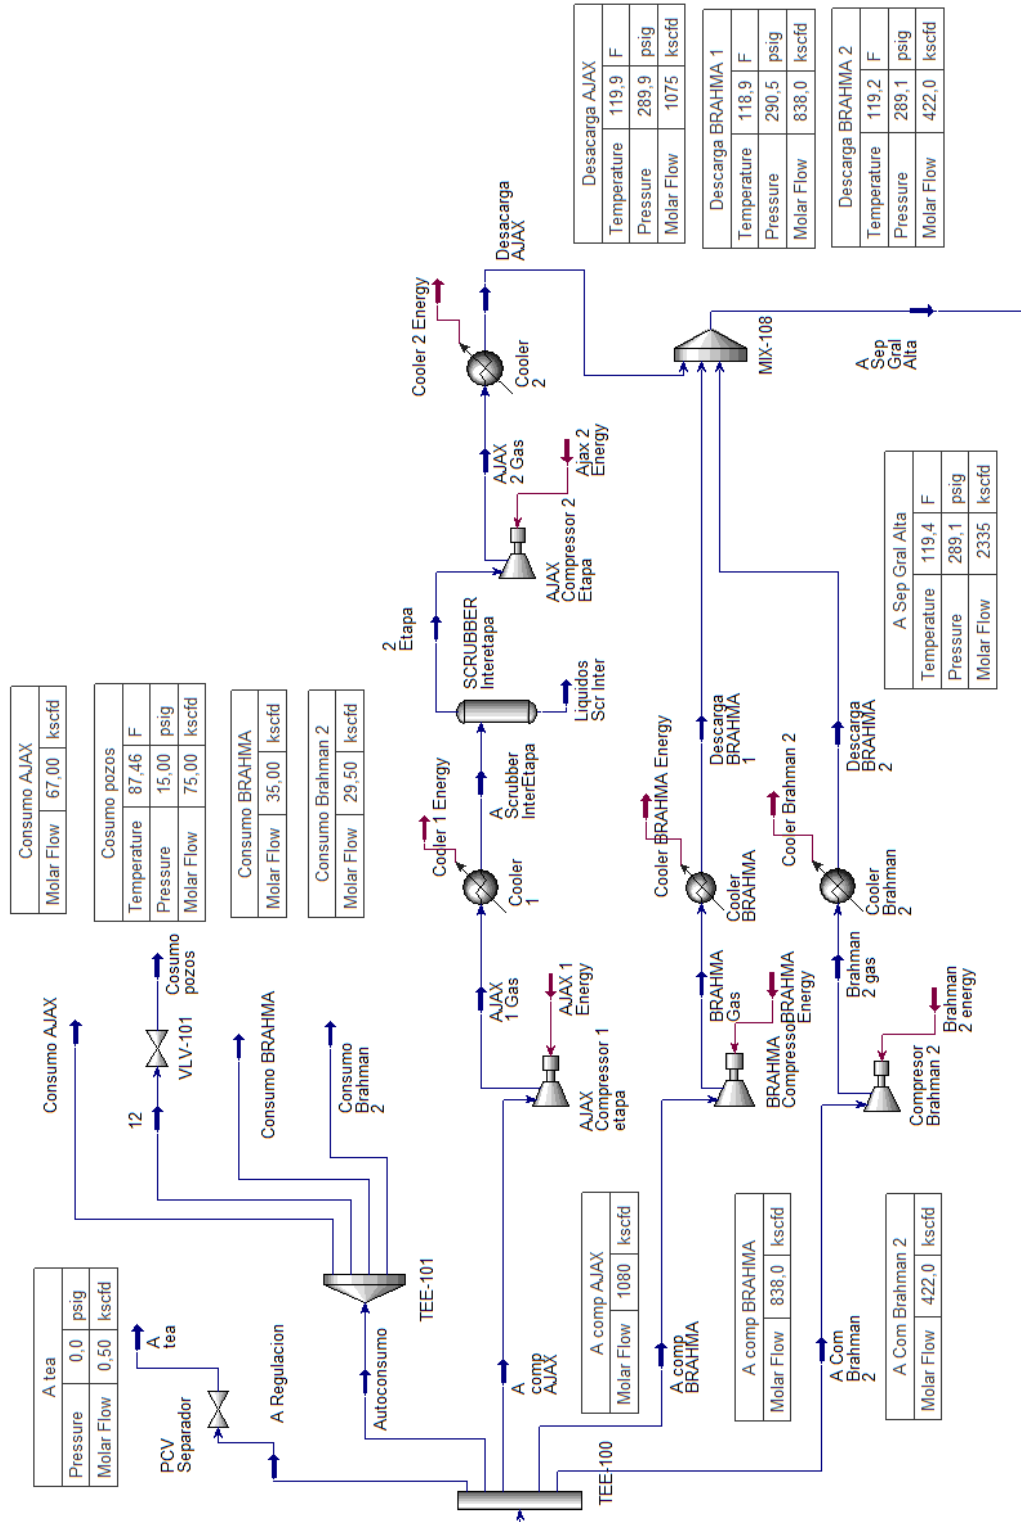 A tea
Pressure 0,0 psig
Molar Flow 0,50 kscfd
Consumo AJAX
Molar Flow 67,00 kscfd
Cosumo pozos
Temperature 87,46 F
Pressure 15,00 psig
Molar Flow 75,00 kscfd
Consumo BRAHMA
Molar Flow 35,00 kscfd
Consumo Brahman 2
Molar Flow 29,50 kscfd
Desacarga AJAX
Temperature 119,9 F
Pressure 289,9 psig
Molar Flow 1075 kscfd
Descarga BRAHMA 1
Temperature 118,9 F
Pressure 290,5 psig
Molar Flow 838,0 kscfd
Descarga BRAHMA 2
Temperature 119,2 F
Pressure 289,1 psig
Molar Flow 422,0 kscfd
A
tea
PCV
Separador
A Regulacion
Autoconsumo
TEE-100
TEE-101
Consumo AJAX
12
VLV-101
Cosumo
pozos
Consumo BRAHMA
Consumo
Brahman
2
A
comp
AJAX
AJAX
Compressor 1
etapa
AJAX 1
Energy
AJAX
1 Gas
Cooler 1 Energy
Cooler
1
A
Scrubber
InterEtapa
SCRUBBER
Interetapa
Liquidos
Scr Inter
2
Etapa
AJAX
Compressor 2
Etapa
Ajax 2
Energy
AJAX
2 Gas
Cooler 2 Energy
Cooler
2
Desacarga
AJAX
A comp AJAX
Molar Flow 1080 kscfd
A comp
BRAHMA
BRAHMA
Compresso
BRAHMA
Energy
BRAHMA
Gas
Cooler BRAHMA Energy
Cooler
BRAHMA
Descarga
BRAHMA
1
MIX-108
A comp BRAHMA
Molar Flow 838,0 kscfd
A Com
Brahman
2
Compresor
Brahman 2
Brahman
2 energy
Brahman
2 gas
Cooler Brahman 2
Cooler
Brahman
2
Descarga
BRAHMA
2
A
Sep
Gral
Alta
A Com Brahman 2
Molar Flow 422,0 kscfd
A Sep Gral Alta
Temperature 119,4 F
Pressure 289,1 psig
Molar Flow 2335 kscfd